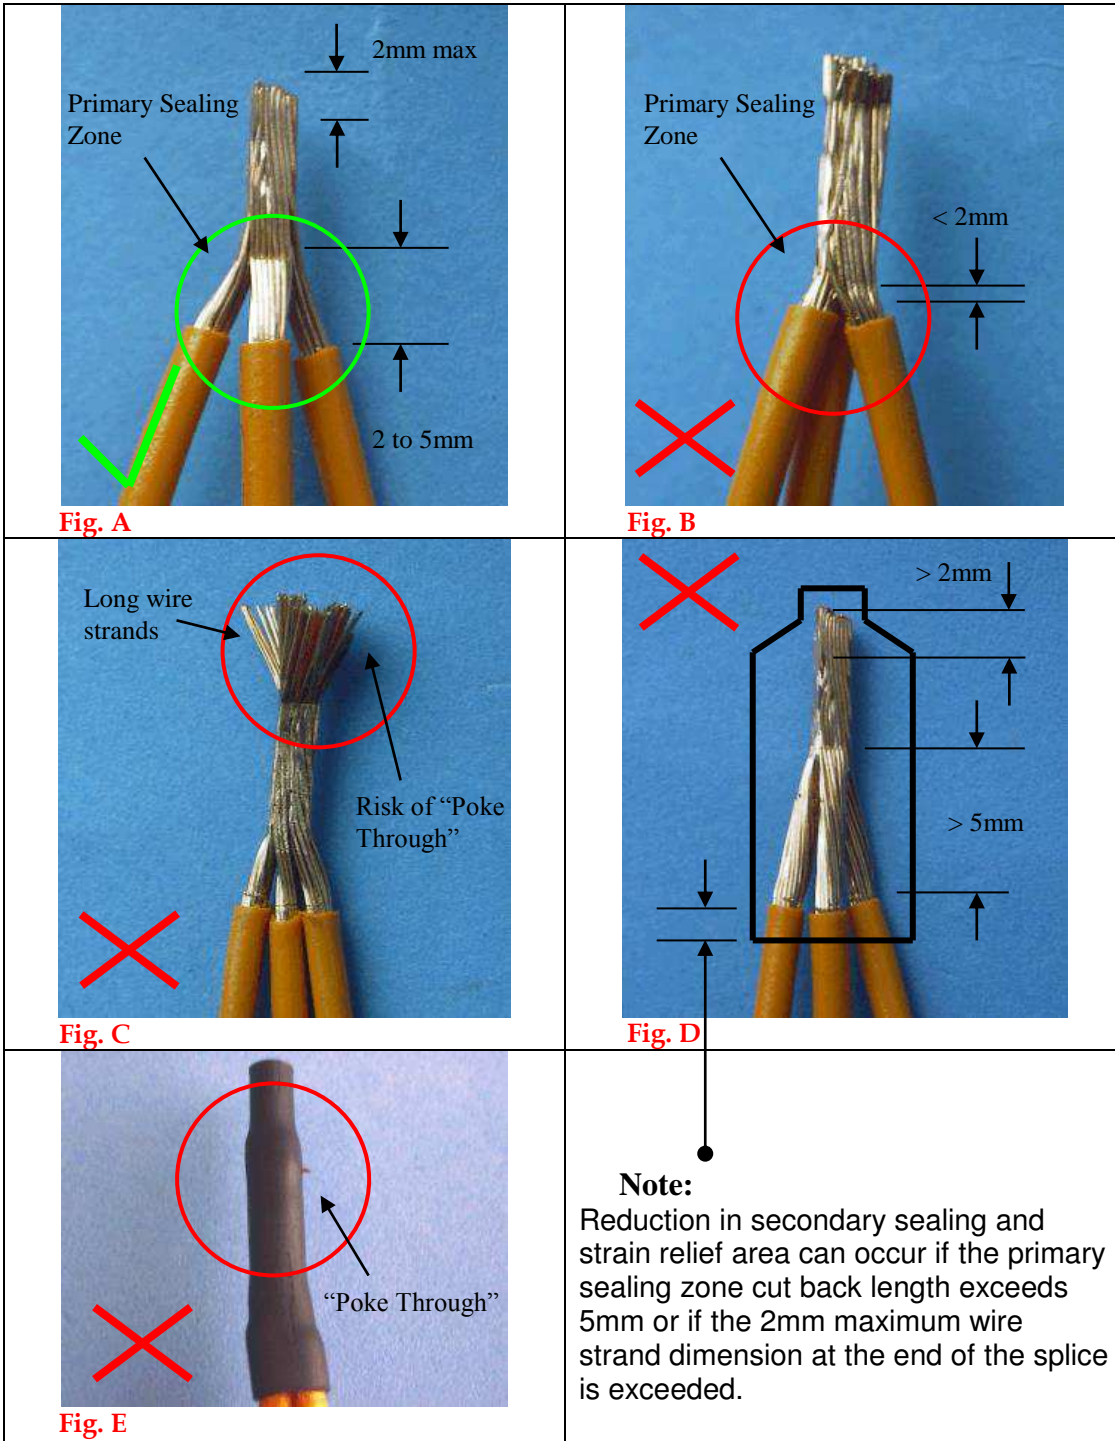 2mm max
Primary Sealing
Zone
2 to 5mm
Fig. A
Primary Sealing
Zone
< 2mm
Fig. B
Long wire
strands
Risk of “Poke
Through”
Fig. C
> 2mm
> 5mm
Fig. D
“Poke Through”
Fig. E
Note:
Reduction in secondary sealing and
strain relief area can occur if the primary
sealing zone cut back length exceeds
5mm or if the 2mm maximum wire
strand dimension at the end of the splice
is exceeded.